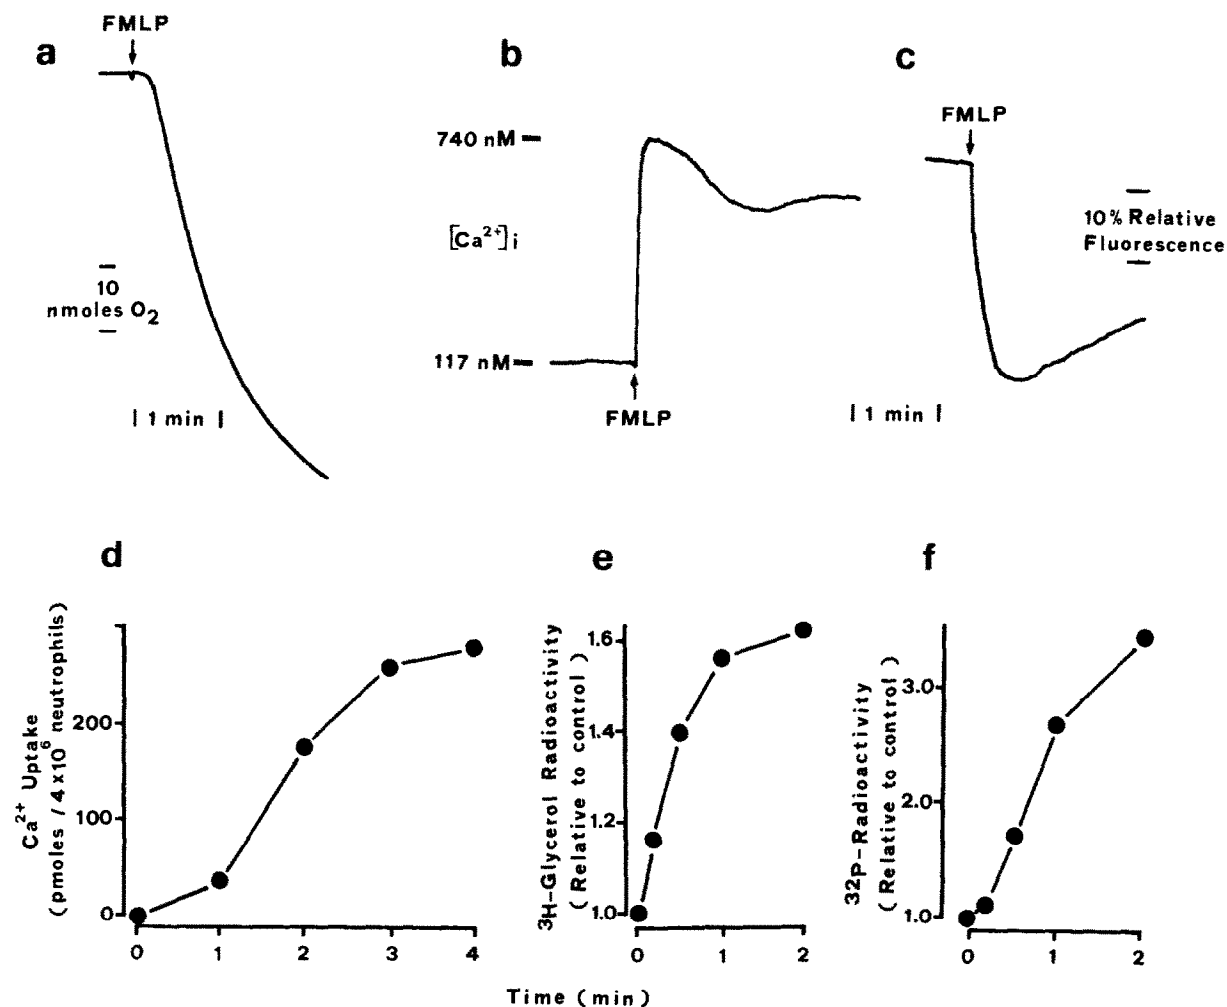 a
FMLP
10
nmoles O2
1 min
b
740 nM
[Ca2+]i
117 nM
FMLP
c
FMLP
10% Relative
Fluorescence
1 min
d
Ca2+ Uptake
(pmoles / 4×10^6 neutrophils)
200
100
0
0 1 2 3 4
e
3H-Glycerol Radioactivity
(Relative to control)
1.6
1.4
1.2
1.0
0 1 2
f
32P-Radioactivity
(Relative to control)
3.0
2.0
1.0
0 1 2
Time (min)